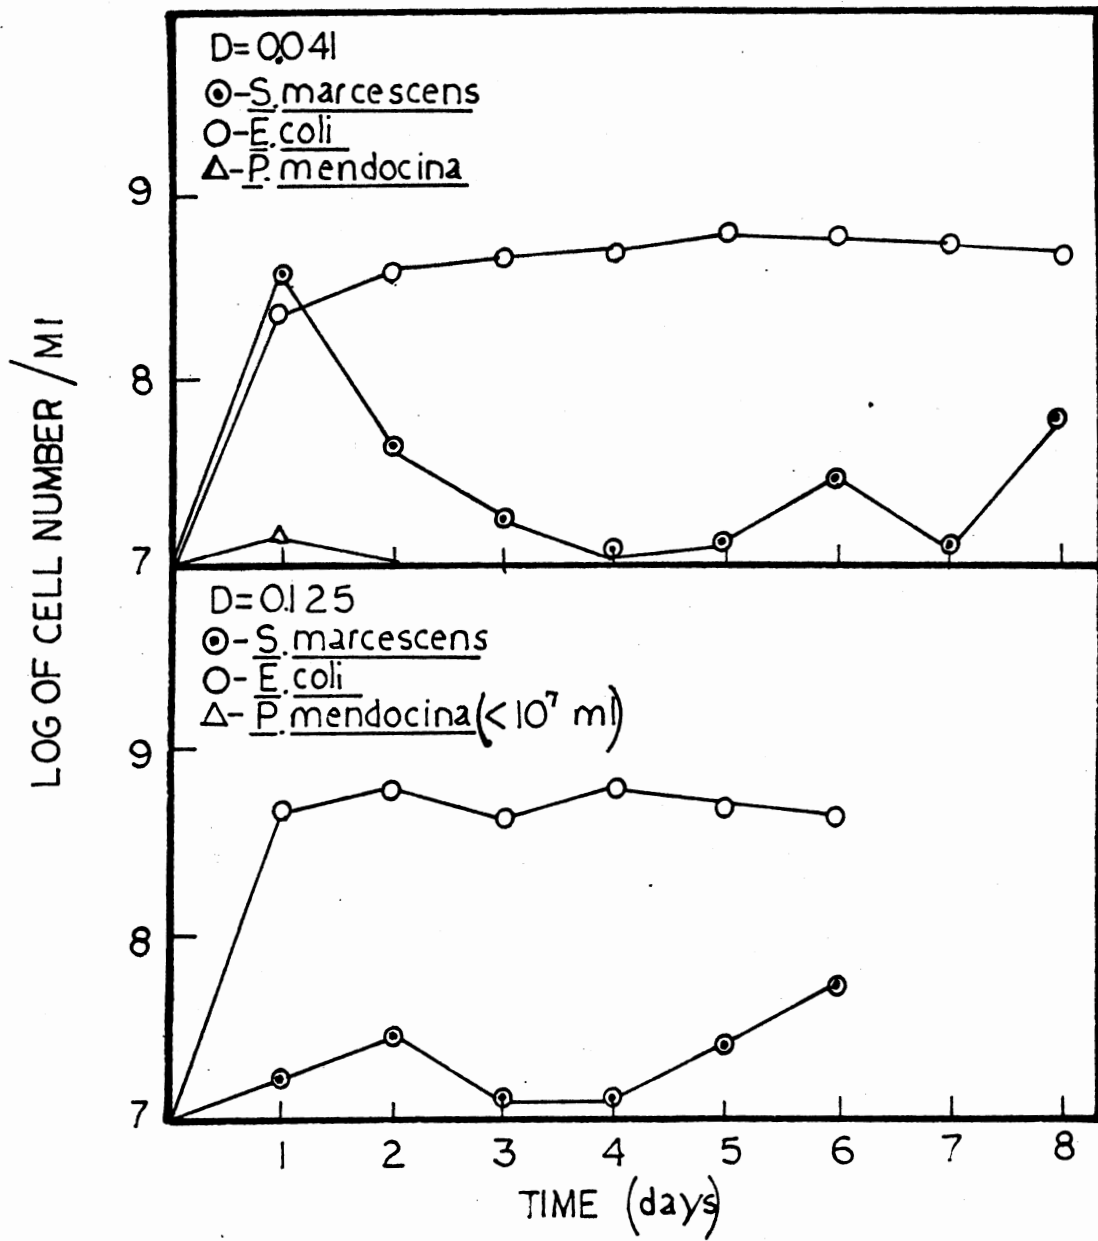 D=0.041
⊙-S. marcescens
○-E. coli
△-P. mendocina
9
8
7
D=0.125
⊙-S. marcescens
○-E. coli
△-P. mendocina (<10⁷ ml)
9
8
7
1 2 3 4 5 6 7 8
TIME (days)
LOG OF CELL NUMBER /Ml